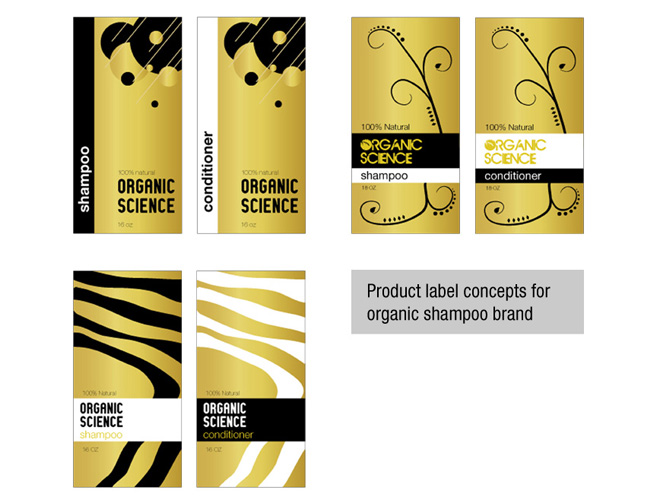 shampoo
100% natural
ORGANIC
SCIENCE
16 oz
conditioner
100% natural
ORGANIC
SCIENCE
16 oz
100% Natural
ORGANIC
SCIENCE
shampoo
16 OZ
100% Natural
ORGANIC
SCIENCE
conditioner
16 OZ
100% Natural
ORGANIC
SCIENCE
shampoo
16 OZ
100% Natural
ORGANIC
SCIENCE
conditioner
16 OZ
Product label concepts for
organic shampoo brand